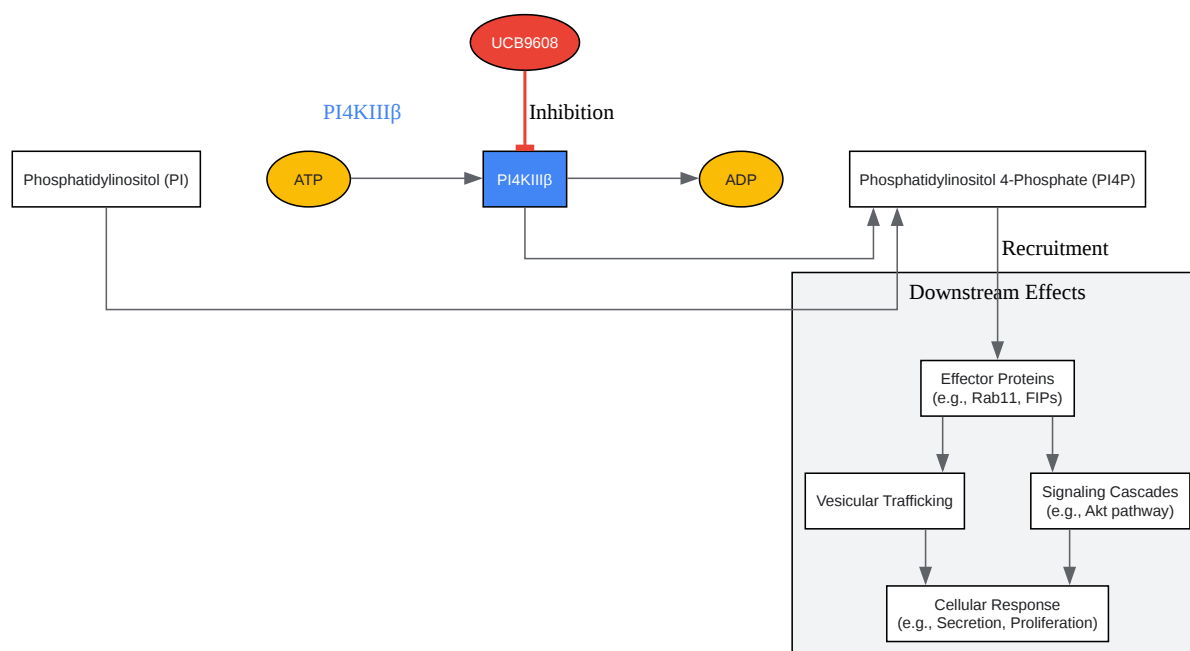 UCB9608
PI4KIIIβ
Inhibition
Phosphatidylinositol (PI)
ATP
PI4KIIIβ
ADP
Phosphatidylinositol 4-Phosphate (PI4P)
Recruitment
Downstream Effects
Effector Proteins
(e.g., Rab11, FIPs)
Vesicular Trafficking
Signaling Cascades
(e.g., Akt pathway)
Cellular Response
(e.g., Secretion, Proliferation)